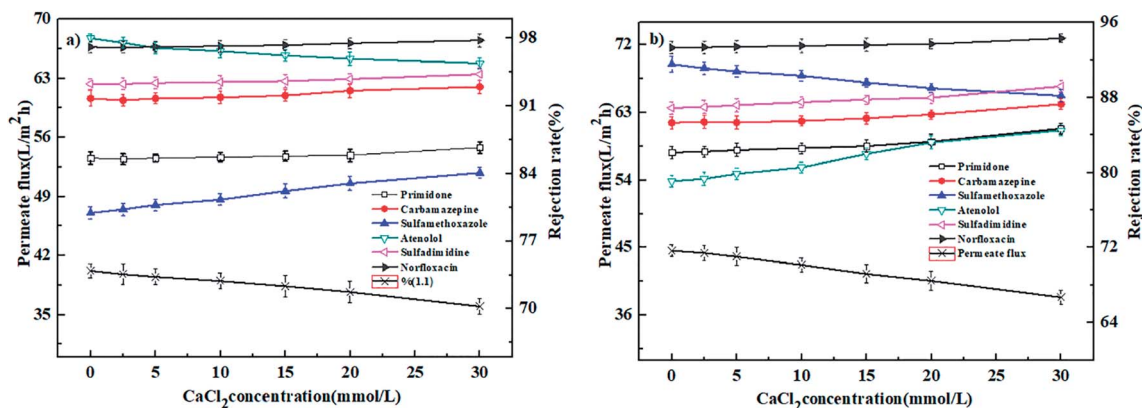 a)
70
63
56
49
42
35
Permeate flux(L/m²h)
98
91
84
77
70
Rejection rate(%)
Primidone
Carbamazepine
Sulfamethoxazole
Atenolol
Sulfadimidine
Norfloxacin
%(1.1)
0 5 10 15 20 30
CaCl₂concentration(mmol/L)
b)
72
63
54
45
36
Permeate flux(L/m²h)
96
88
80
72
64
Rejection rate(%)
Primidone
Carbamazepine
Sulfamethoxazole
Atenolol
Sulfadimidine
Norfloxacin
Permeate flux
0 5 10 15 20 30
CaCl₂concentration(mmol/L)